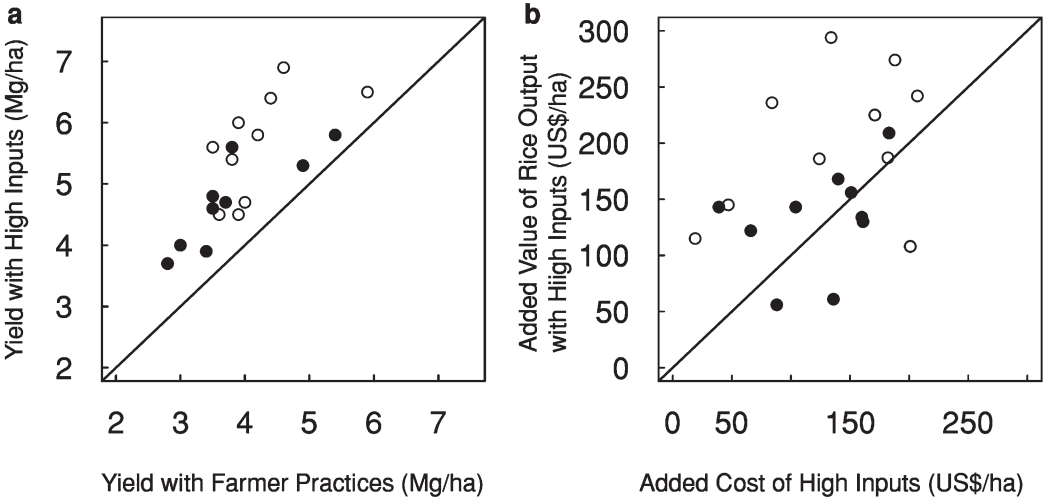 a
Yield with High Inputs (Mg/ha)
7
6
5
4
3
2
2 3 4 5 6 7
Yield with Farmer Practices (Mg/ha)
b
Added Value of Rice Output
with Hiigh Inputs (US$/ha)
300
250
200
150
100
50
0
0 50 150 250
Added Cost of High Inputs (US$/ha)